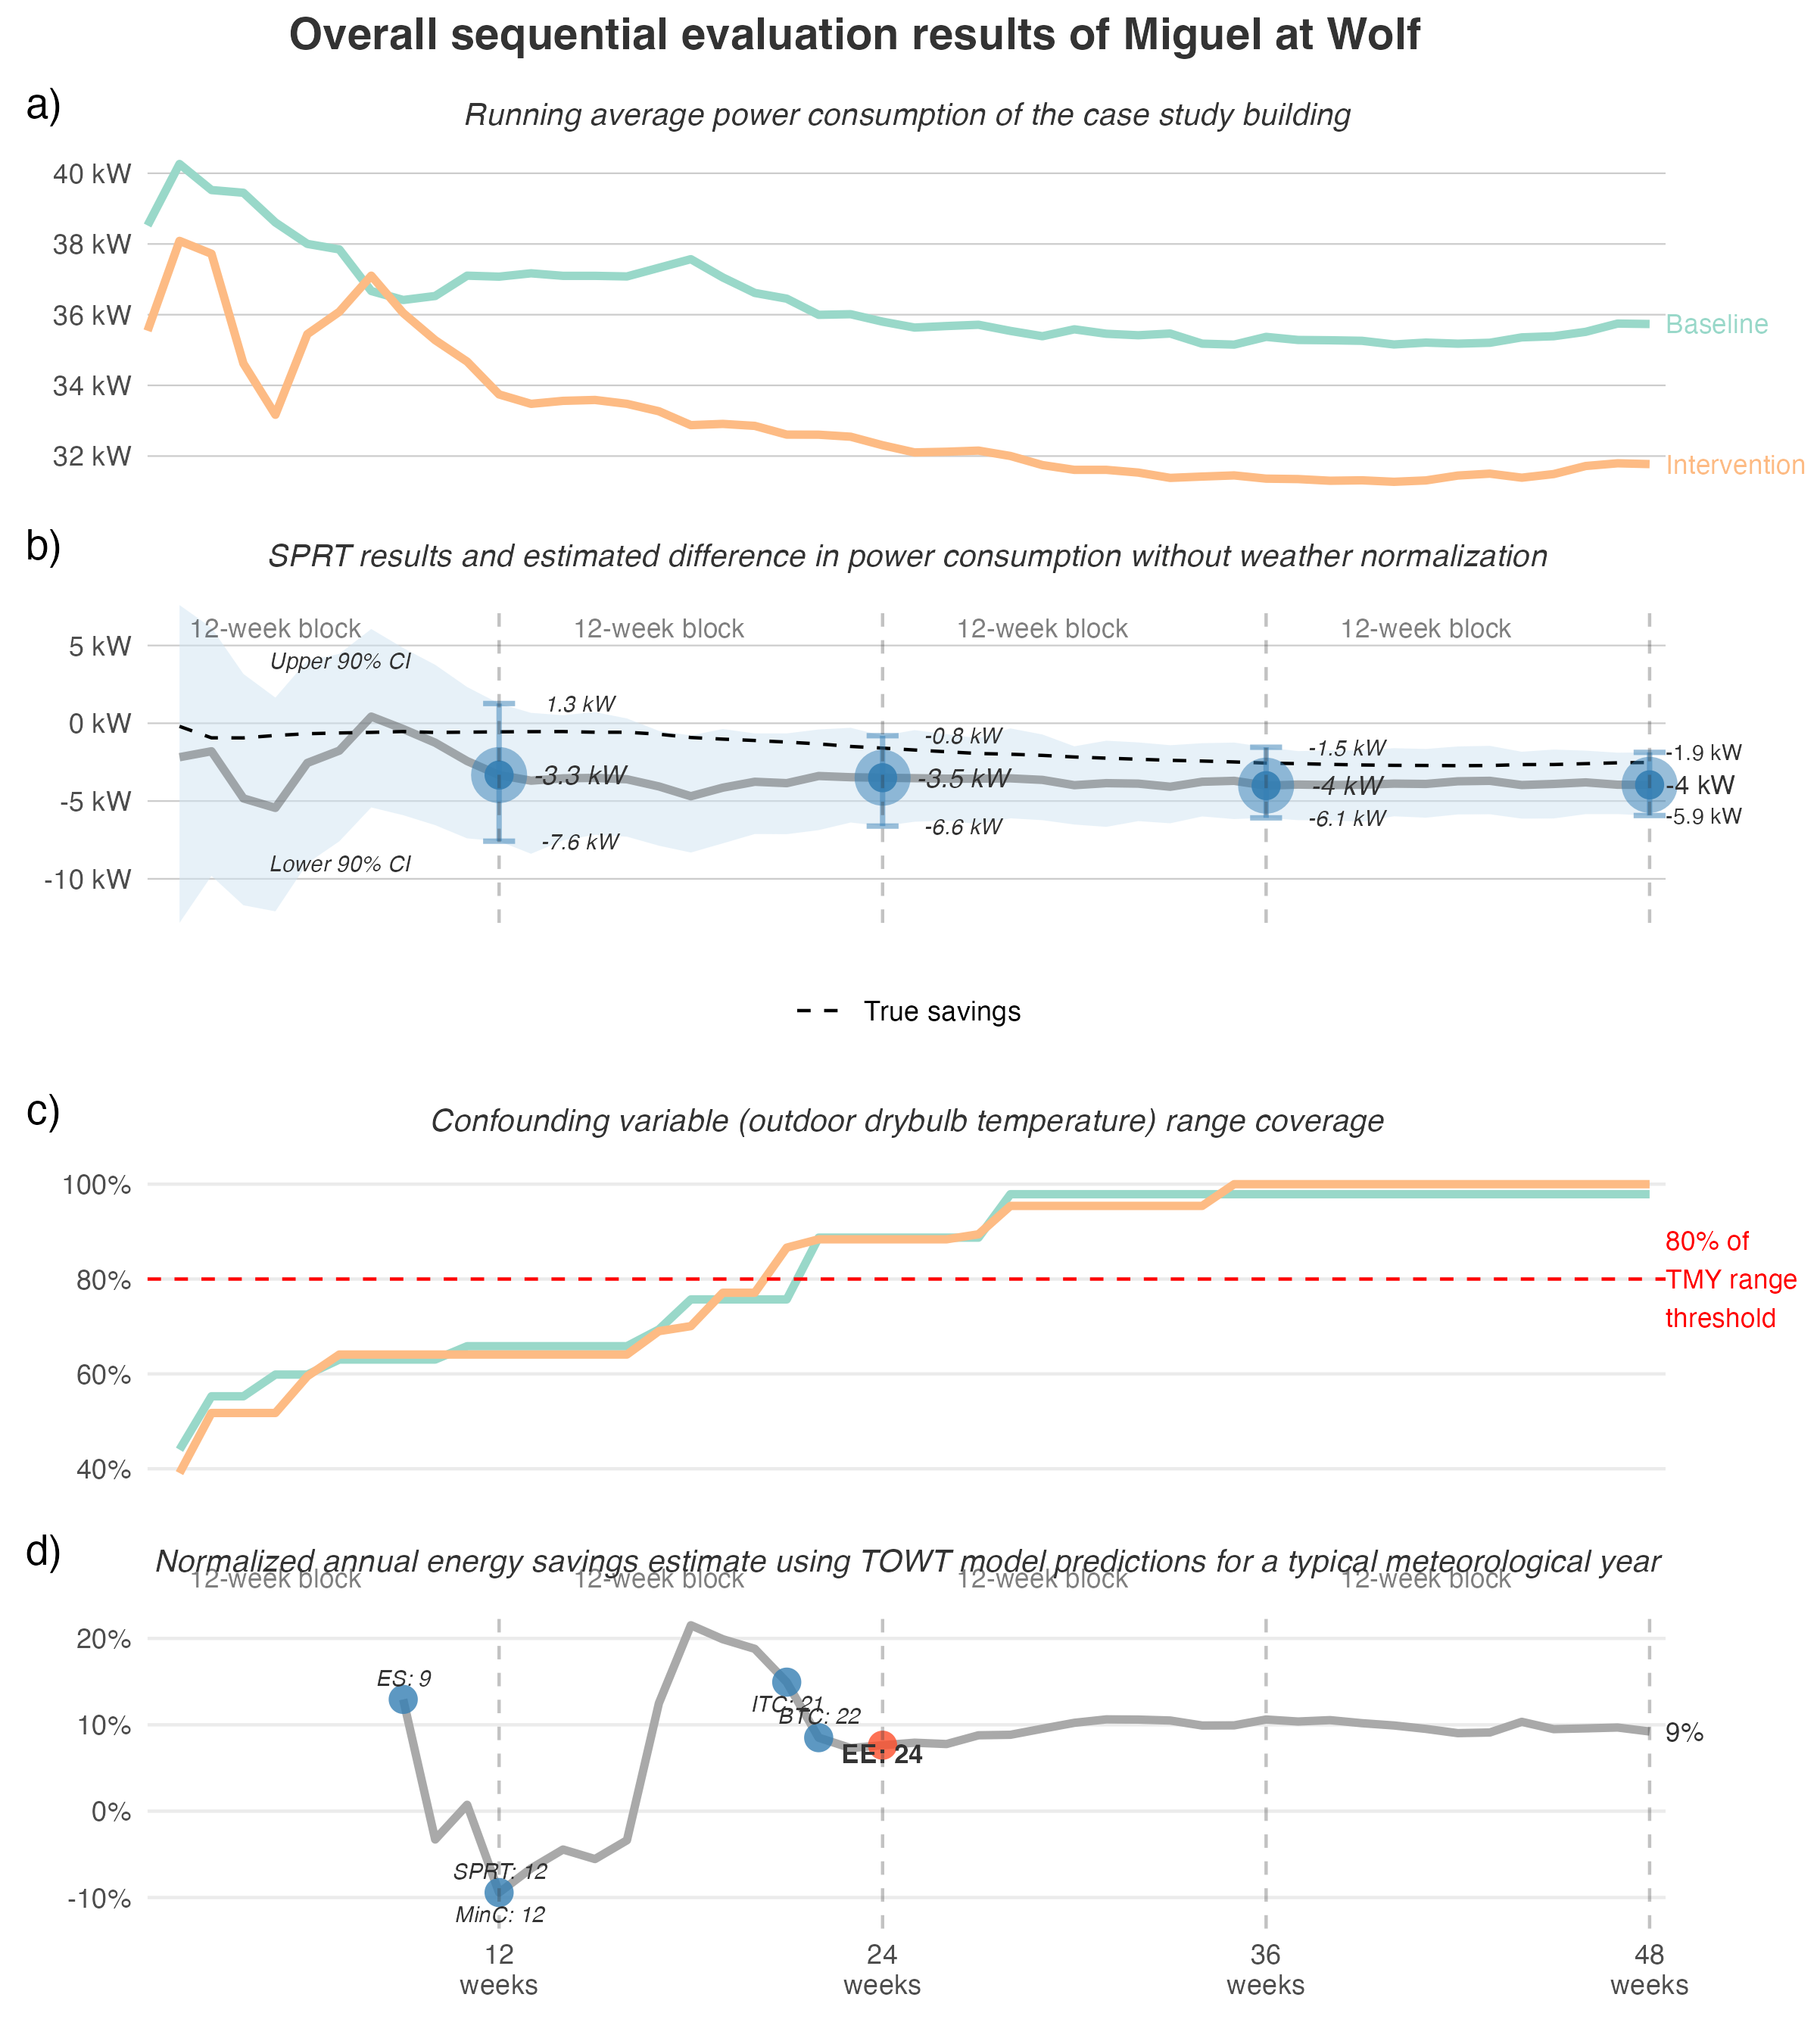 Overall sequential evaluation results of Miguel at Wolf
a)
Running average power consumption of the case study building
40 kW
38 kW
36 kW
34 kW
32 kW
Baseline
Intervention
b)
SPRT results and estimated difference in power consumption without weather normalization
12-week block
12-week block
12-week block
12-week block
5 kW
0 kW
-5 kW
-10 kW
Upper 90% CI
Lower 90% CI
1.3 kW
-3.3 kW
-7.6 kW
-0.8 kW
-3.5 kW
-6.6 kW
-1.5 kW
-4 kW
-6.1 kW
-1.9 kW
-4 kW
-5.9 kW
True savings
c)
Confounding variable (outdoor drybulb temperature) range coverage
100%
80%
60%
40%
80% of
TMY range
threshold
d)
Normalized annual energy savings estimate using TOWT model predictions for a typical meteorological year
12-week block
12-week block
12-week block
12-week block
20%
10%
0%
-10%
ES: 9
SPRT: 12
MinC: 12
ITC: 21
BTC: 22
EE: 24
9%
12
weeks
24
weeks
36
weeks
48
weeks